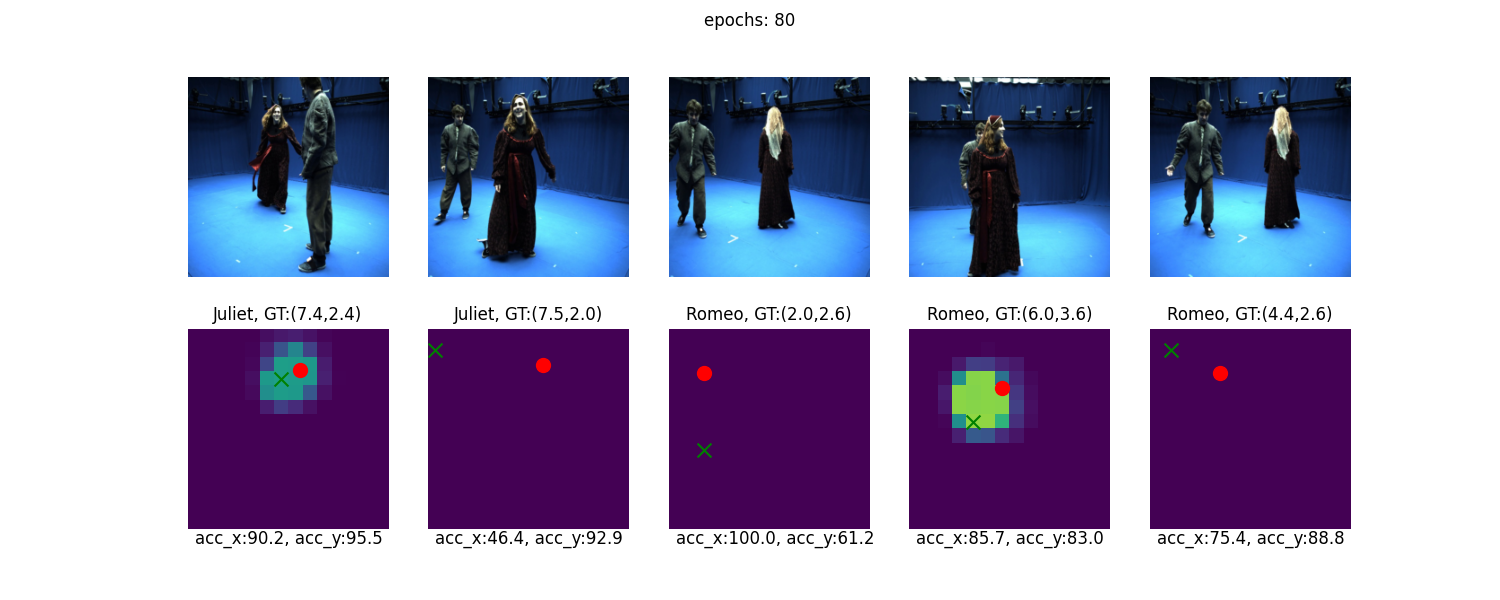 epochs: 80
Juliet, GT:(7.4,2.4)
Juliet, GT:(7.5,2.0)
Romeo, GT:(2.0,2.6)
Romeo, GT:(6.0,3.6)
Romeo, GT:(4.4,2.6)
acc_x:90.2, acc_y:95.5
acc_x:46.4, acc_y:92.9
acc_x:100.0, acc_y:61.2
acc_x:85.7, acc_y:83.0
acc_x:75.4, acc_y:88.8